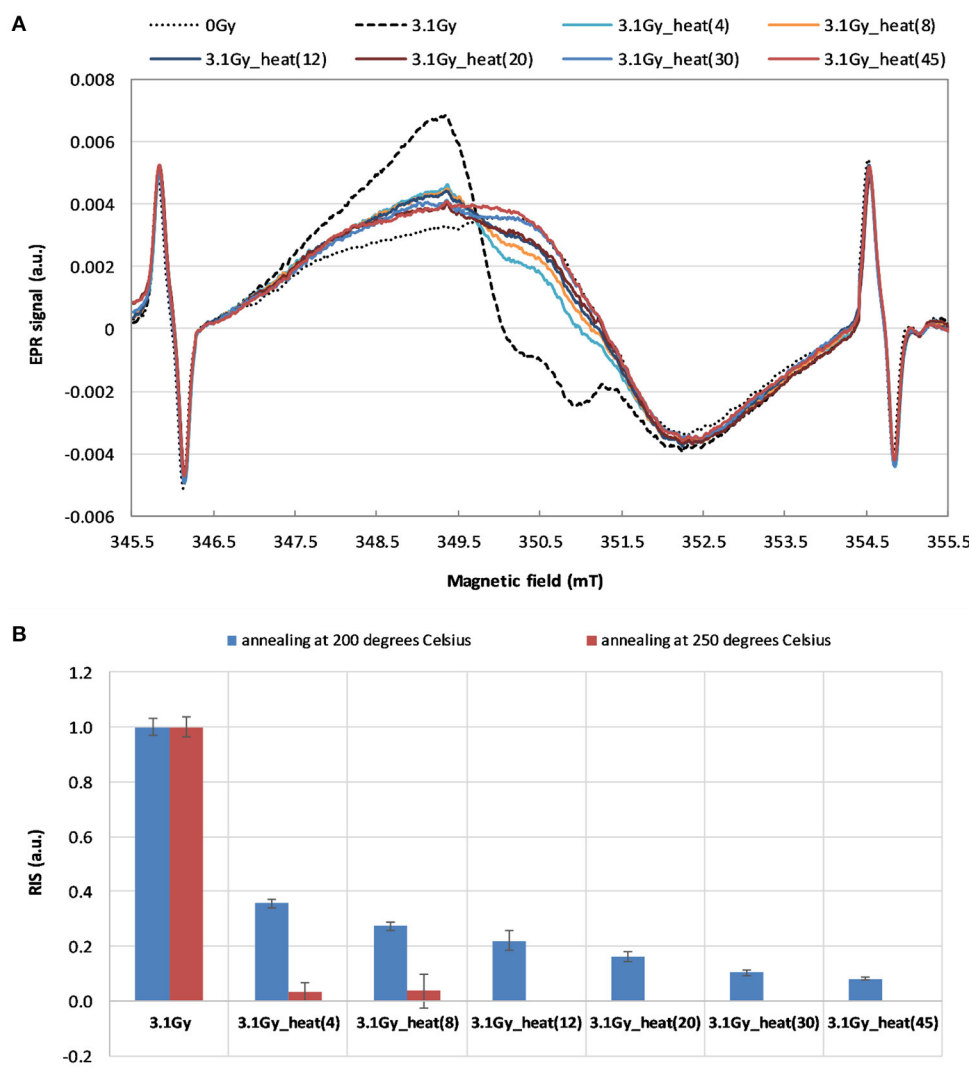 A
0Gy
3.1Gy
3.1Gy_heat(4)
3.1Gy_heat(8)
3.1Gy_heat(12)
3.1Gy_heat(20)
3.1Gy_heat(30)
3.1Gy_heat(45)
0.008
0.006
0.004
0.002
0
-0.002
-0.004
-0.006
EPR signal (a.u.)
345.5 346.5 347.5 348.5 349.5 350.5 351.5 352.5 353.5 354.5 355.5
Magnetic field (mT)
B
annealing at 200 degrees Celsius
annealing at 250 degrees Celsius
1.2
1.0
0.8
0.6
0.4
0.2
0.0
-0.2
RIS (a.u.)
3.1Gy 3.1Gy_heat(4) 3.1Gy_heat(8) 3.1Gy_heat(12) 3.1Gy_heat(20) 3.1Gy_heat(30) 3.1Gy_heat(45)